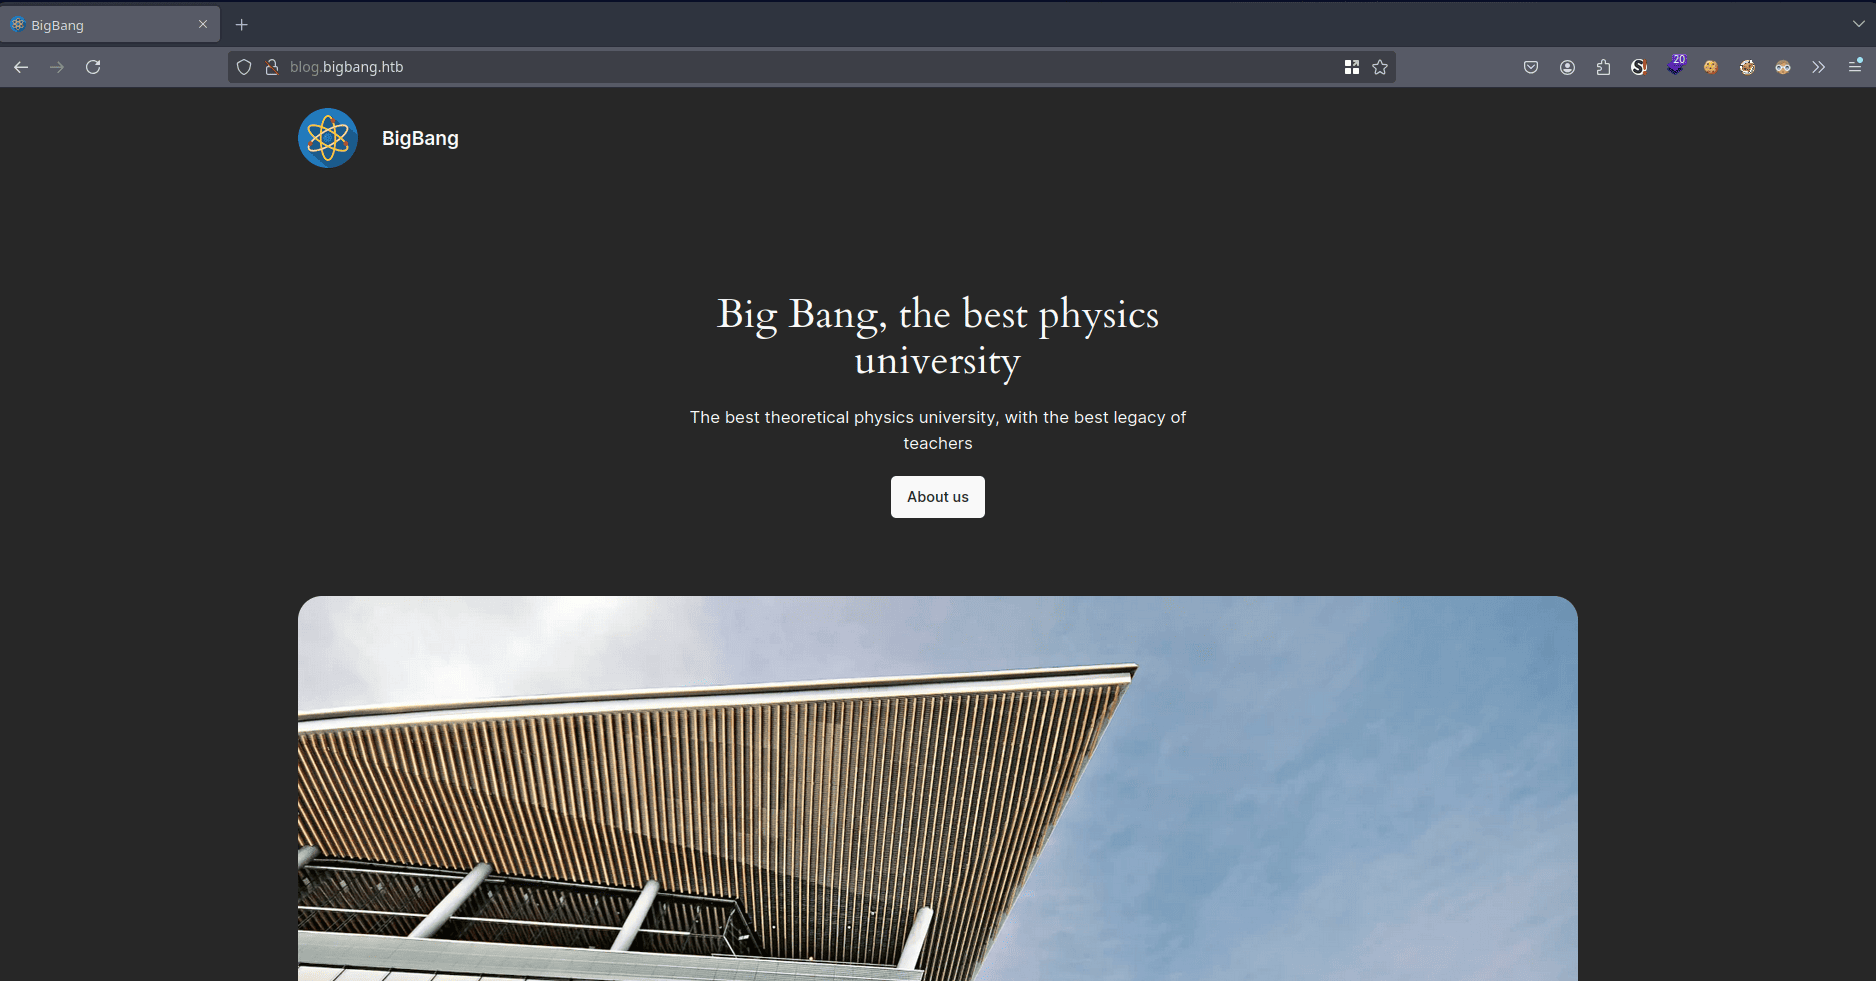 BigBang
blog.bigbang.htb
20
BigBang
Big Bang, the best physics
university
The best theoretical physics university, with the best legacy of
teachers
About us